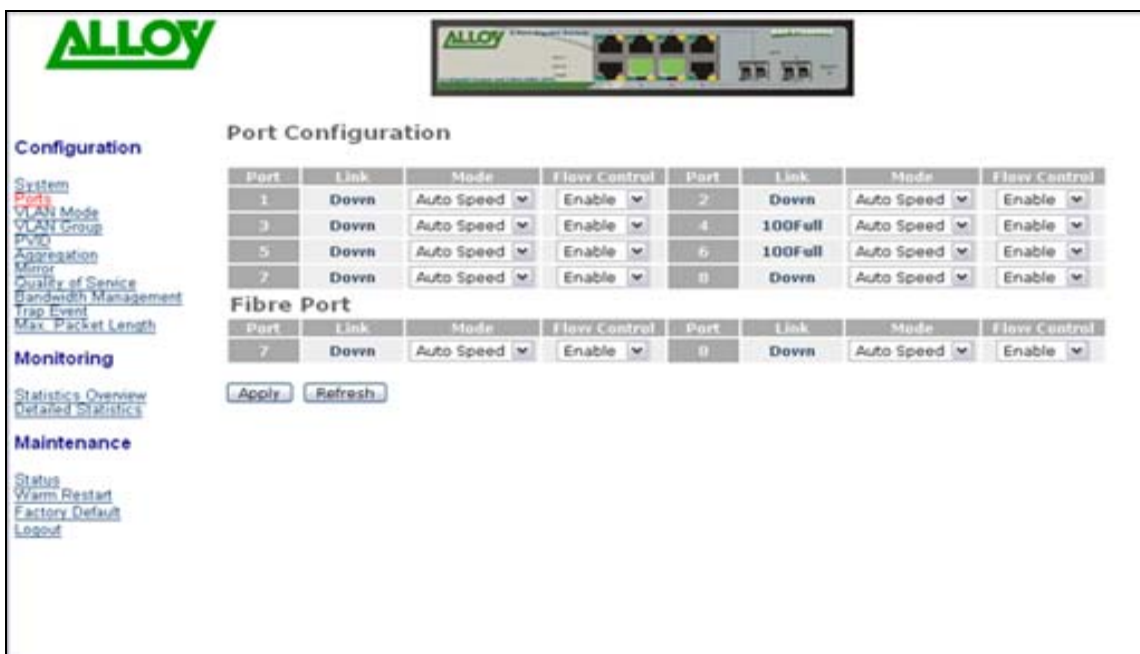 ALLOY
ALLOY
Configuration
System
Ports
VLAN Mode
VLAN Group
PVID
Aggregation
Mirror
Quality of Service
Bandwidth Management
Trap Event
Max. Packet Length
Monitoring
Statistics Overview
Detailed Statistics
Maintenance
Status
Warm Restart
Factory Default
Logout
Port Configuration
Port Link Mode Flow Control Port Link Mode Flow Control
1 Down Auto Speed Enable 2 Down Auto Speed Enable
3 Down Auto Speed Enable 4 100Full Auto Speed Enable
5 Down Auto Speed Enable 6 100Full Auto Speed Enable
7 Down Auto Speed Enable 8 Down Auto Speed Enable
Fibre Port
Port Link Mode Flow Control Port Link Mode Flow Control
7 Down Auto Speed Enable 8 Down Auto Speed Enable
Apply Refresh